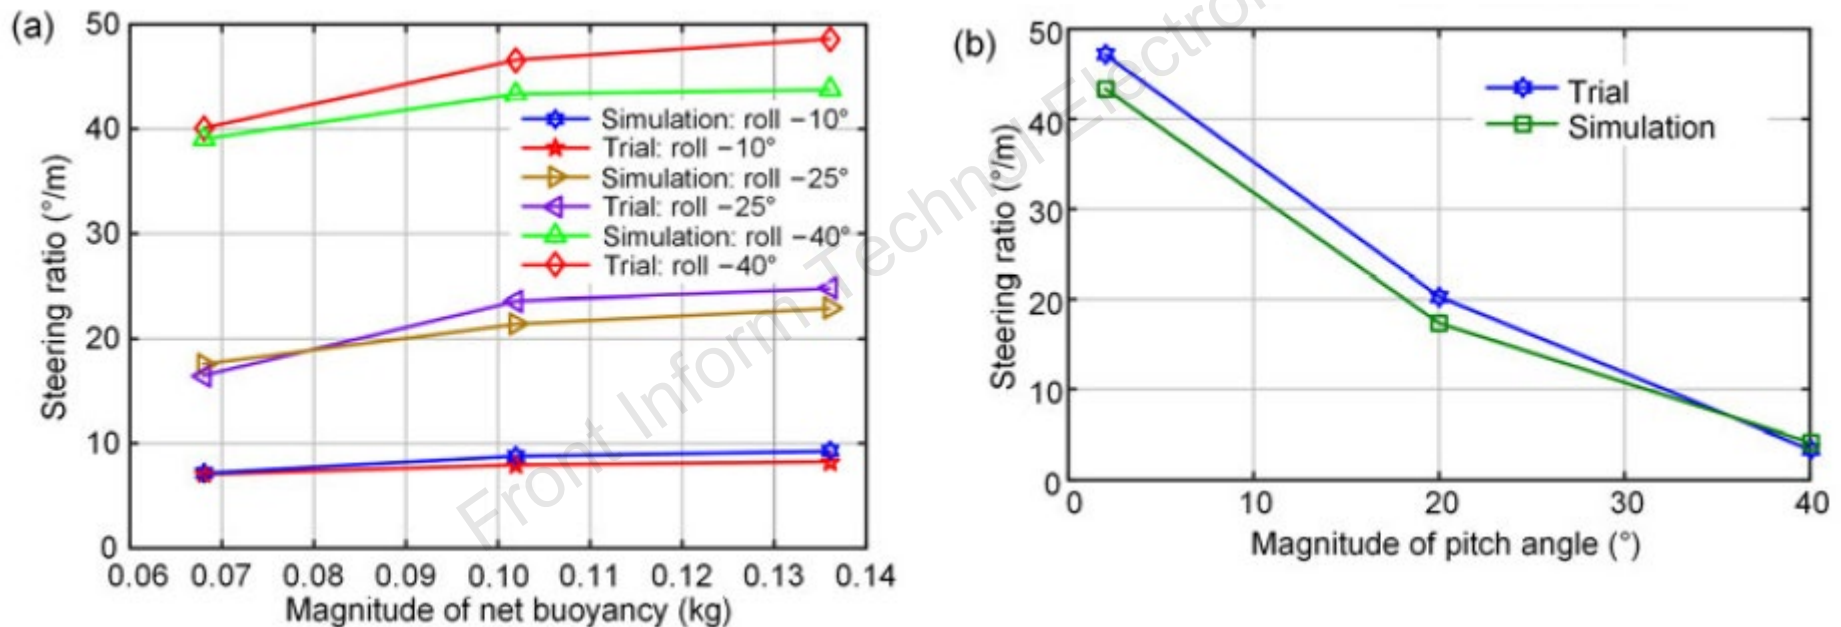 (a)
50
40
30
20
10
0
Steering ratio (°/m)
Simulation: roll −10°
Trial: roll −10°
Simulation: roll −25°
Trial: roll −25°
Simulation: roll −40°
Trial: roll −40°
0.06 0.07 0.08 0.09 0.10 0.11 0.12 0.13 0.14
Magnitude of net buoyancy (kg)
(b)
50
40
30
20
10
0
Steering ratio (°/m)
Trial
Simulation
0 10 20 30 40
Magnitude of pitch angle (°)
Front Inform Technol Electron